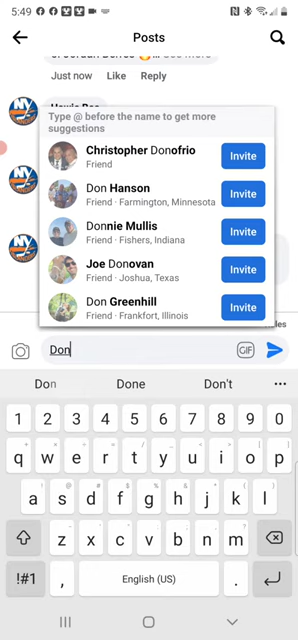 5:49
Posts
Just now Like Reply
Type @ before the name to get more
suggestions
Christopher Donofrio
Friend
Invite
Don Hanson
Friend · Farmington, Minnesota
Invite
Donnie Mullis
Friend · Fishers, Indiana
Invite
Joe Donovan
Friend · Joshua, Texas
Invite
Don Greenhill
Friend · Frankfort, Illinois
Invite
Don
GIF
Don Done Don't
1 2 3 4 5 6 7 8 9 0
q w e r t y u i o p
a s d f g h j k l
z x c v b n m
!#1 , English (US) .